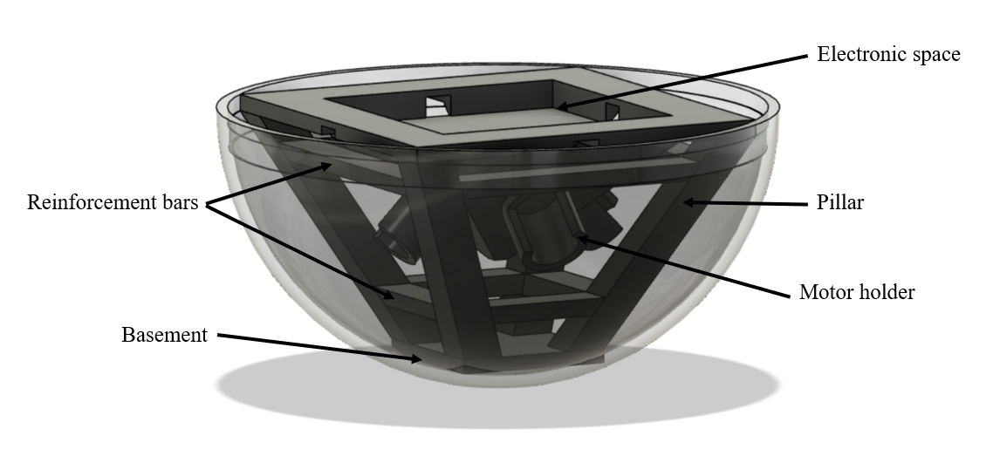 Electronic space
Reinforcement bars
Pillar
Motor holder
Basement